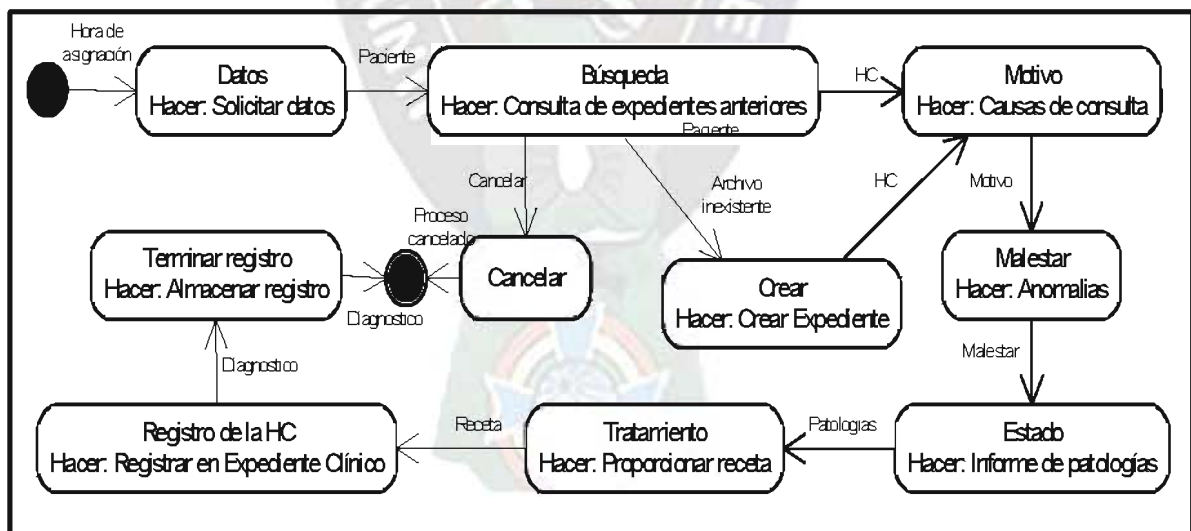 Hora de
asignación
Datos
Hacer: Solicitar datos
Paciente
Búsqueda
Hacer: Consulta de expedientes anteriores
Paciente
HC
Motivo
Hacer: Causas de consulta
Cancelar
Archivo
inexistente
HC
Motivo
Terminar registro
Hacer: Almacenar registro
Proceso
cancelado
Cancelar
Diagnostico
Crear
Hacer: Crear Expediente
Malestar
Hacer: Anomalias
Diagnostico
Malestar
Registro de la HC
Hacer: Registrar en Expediente Clínico
Receta
Tratamiento
Hacer: Proporcionar receta
Patologias
Estado
Hacer: Informe de patologías